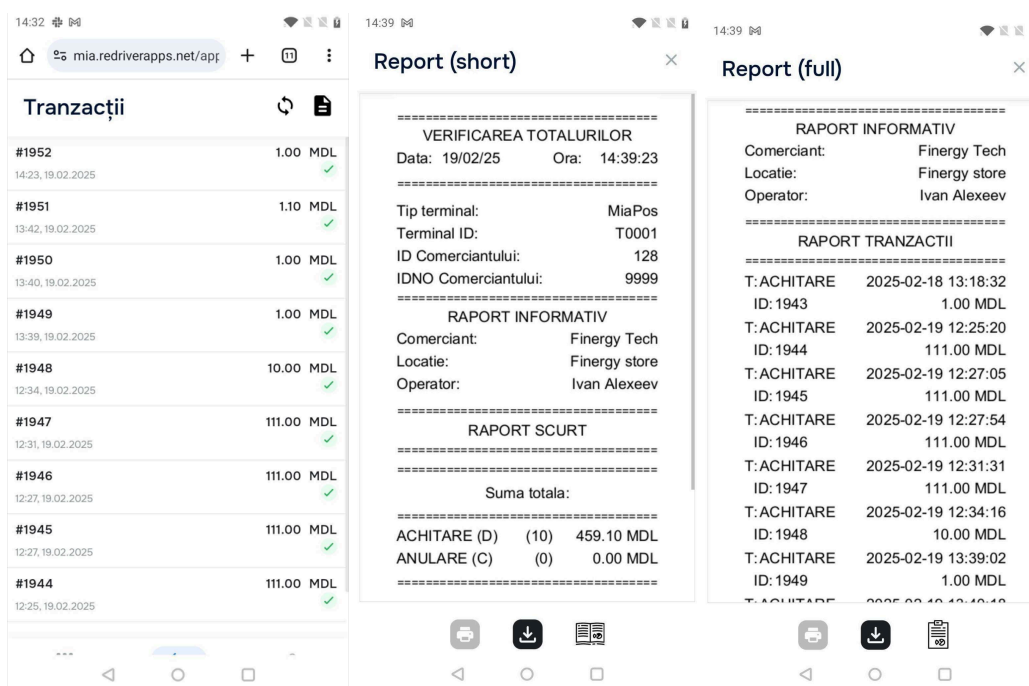 14:32
mia.redriverapps.net/app
11
Tranzacții
#1952 1.00 MDL
14:23, 19.02.2025
#1951 1.10 MDL
13:42, 19.02.2025
#1950 1.00 MDL
13:40, 19.02.2025
#1949 1.00 MDL
13:39, 19.02.2025
#1948 10.00 MDL
12:34, 19.02.2025
#1947 111.00 MDL
12:31, 19.02.2025
#1946 111.00 MDL
12:27, 19.02.2025
#1945 111.00 MDL
12:27, 19.02.2025
#1944 111.00 MDL
12:25, 19.02.2025
14:39
Report (short)
=====================================
VERIFICAREA TOTALURILOR
Data: 19/02/25 Ora: 14:39:23
=====================================
Tip terminal: MiaPos
Terminal ID: T0001
ID Comerciantului: 128
IDNO Comerciantului: 9999
=====================================
RAPORT INFORMATIV
Comerciant: Finergy Tech
Locatie: Finergy store
Operator: Ivan Alexeev
=====================================
RAPORT SCURT
=====================================
=====================================
Suma totala:
=====================================
ACHITARE (D) (10) 459.10 MDL
ANULARE (C) (0) 0.00 MDL
=====================================
14:39
Report (full)
=====================================
RAPORT INFORMATIV
Comerciant: Finergy Tech
Locatie: Finergy store
Operator: Ivan Alexeev
=====================================
RAPORT TRANZACTII
=====================================
T:ACHITARE 2025-02-18 13:18:32
ID: 1943 1.00 MDL
T:ACHITARE 2025-02-19 12:25:20
ID: 1944 111.00 MDL
T:ACHITARE 2025-02-19 12:27:05
ID: 1945 111.00 MDL
T:ACHITARE 2025-02-19 12:27:54
ID: 1946 111.00 MDL
T:ACHITARE 2025-02-19 12:31:31
ID: 1947 111.00 MDL
T:ACHITARE 2025-02-19 12:34:16
ID: 1948 10.00 MDL
T:ACHITARE 2025-02-19 13:39:02
ID: 1949 1.00 MDL